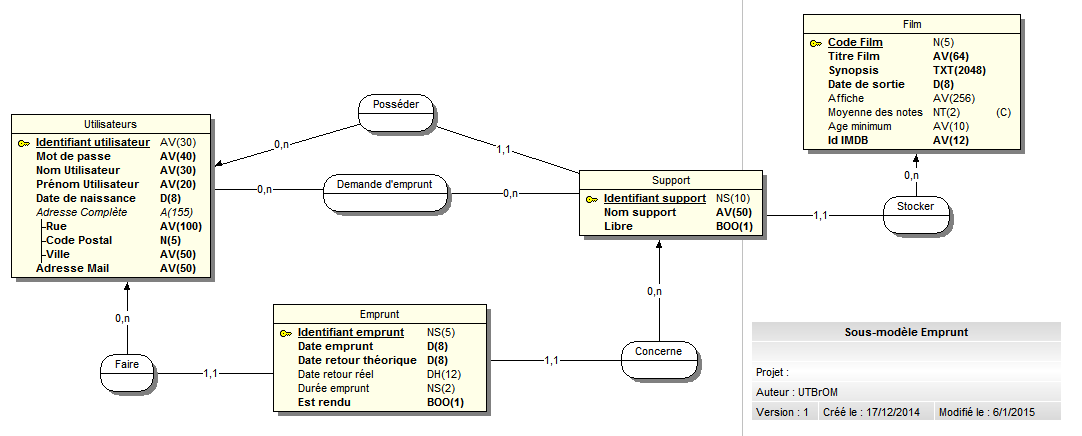 Film
Code Film N(5)
Titre Film AV(64)
Synopsis TXT(2048)
Date de sortie D(8)
Affiche AV(256)
Moyenne des notes NT(2) (C)
Age minimum AV(10)
Id IMDB AV(12)
Posséder
0,n
1,1
Utilisateurs
Identifiant utilisateur AV(30)
Mot de passe AV(40)
Nom Utilisateur AV(30)
Prénom Utilisateur AV(20)
Date de naissance D(8)
Adresse Complète A(155)
Rue AV(100)
Code Postal N(5)
Ville AV(50)
Adresse Mail AV(50)
0,n
Demande d'emprunt
0,n
Support
Identifiant support NS(10)
Nom support AV(50)
Libre BOO(1)
0,n
1,1
Stocker
0,n
0,n
Emprunt
Identifiant emprunt NS(5)
Date emprunt D(8)
Date retour théorique D(8)
Date retour réel DH(12)
Durée emprunt NS(2)
Est rendu BOO(1)
Faire
1,1
1,1
Concerne
Sous-modèle Emprunt
Projet :
Auteur : UTBrOM
Version : 1 Créé le : 17/12/2014 Modifié le : 6/1/2015